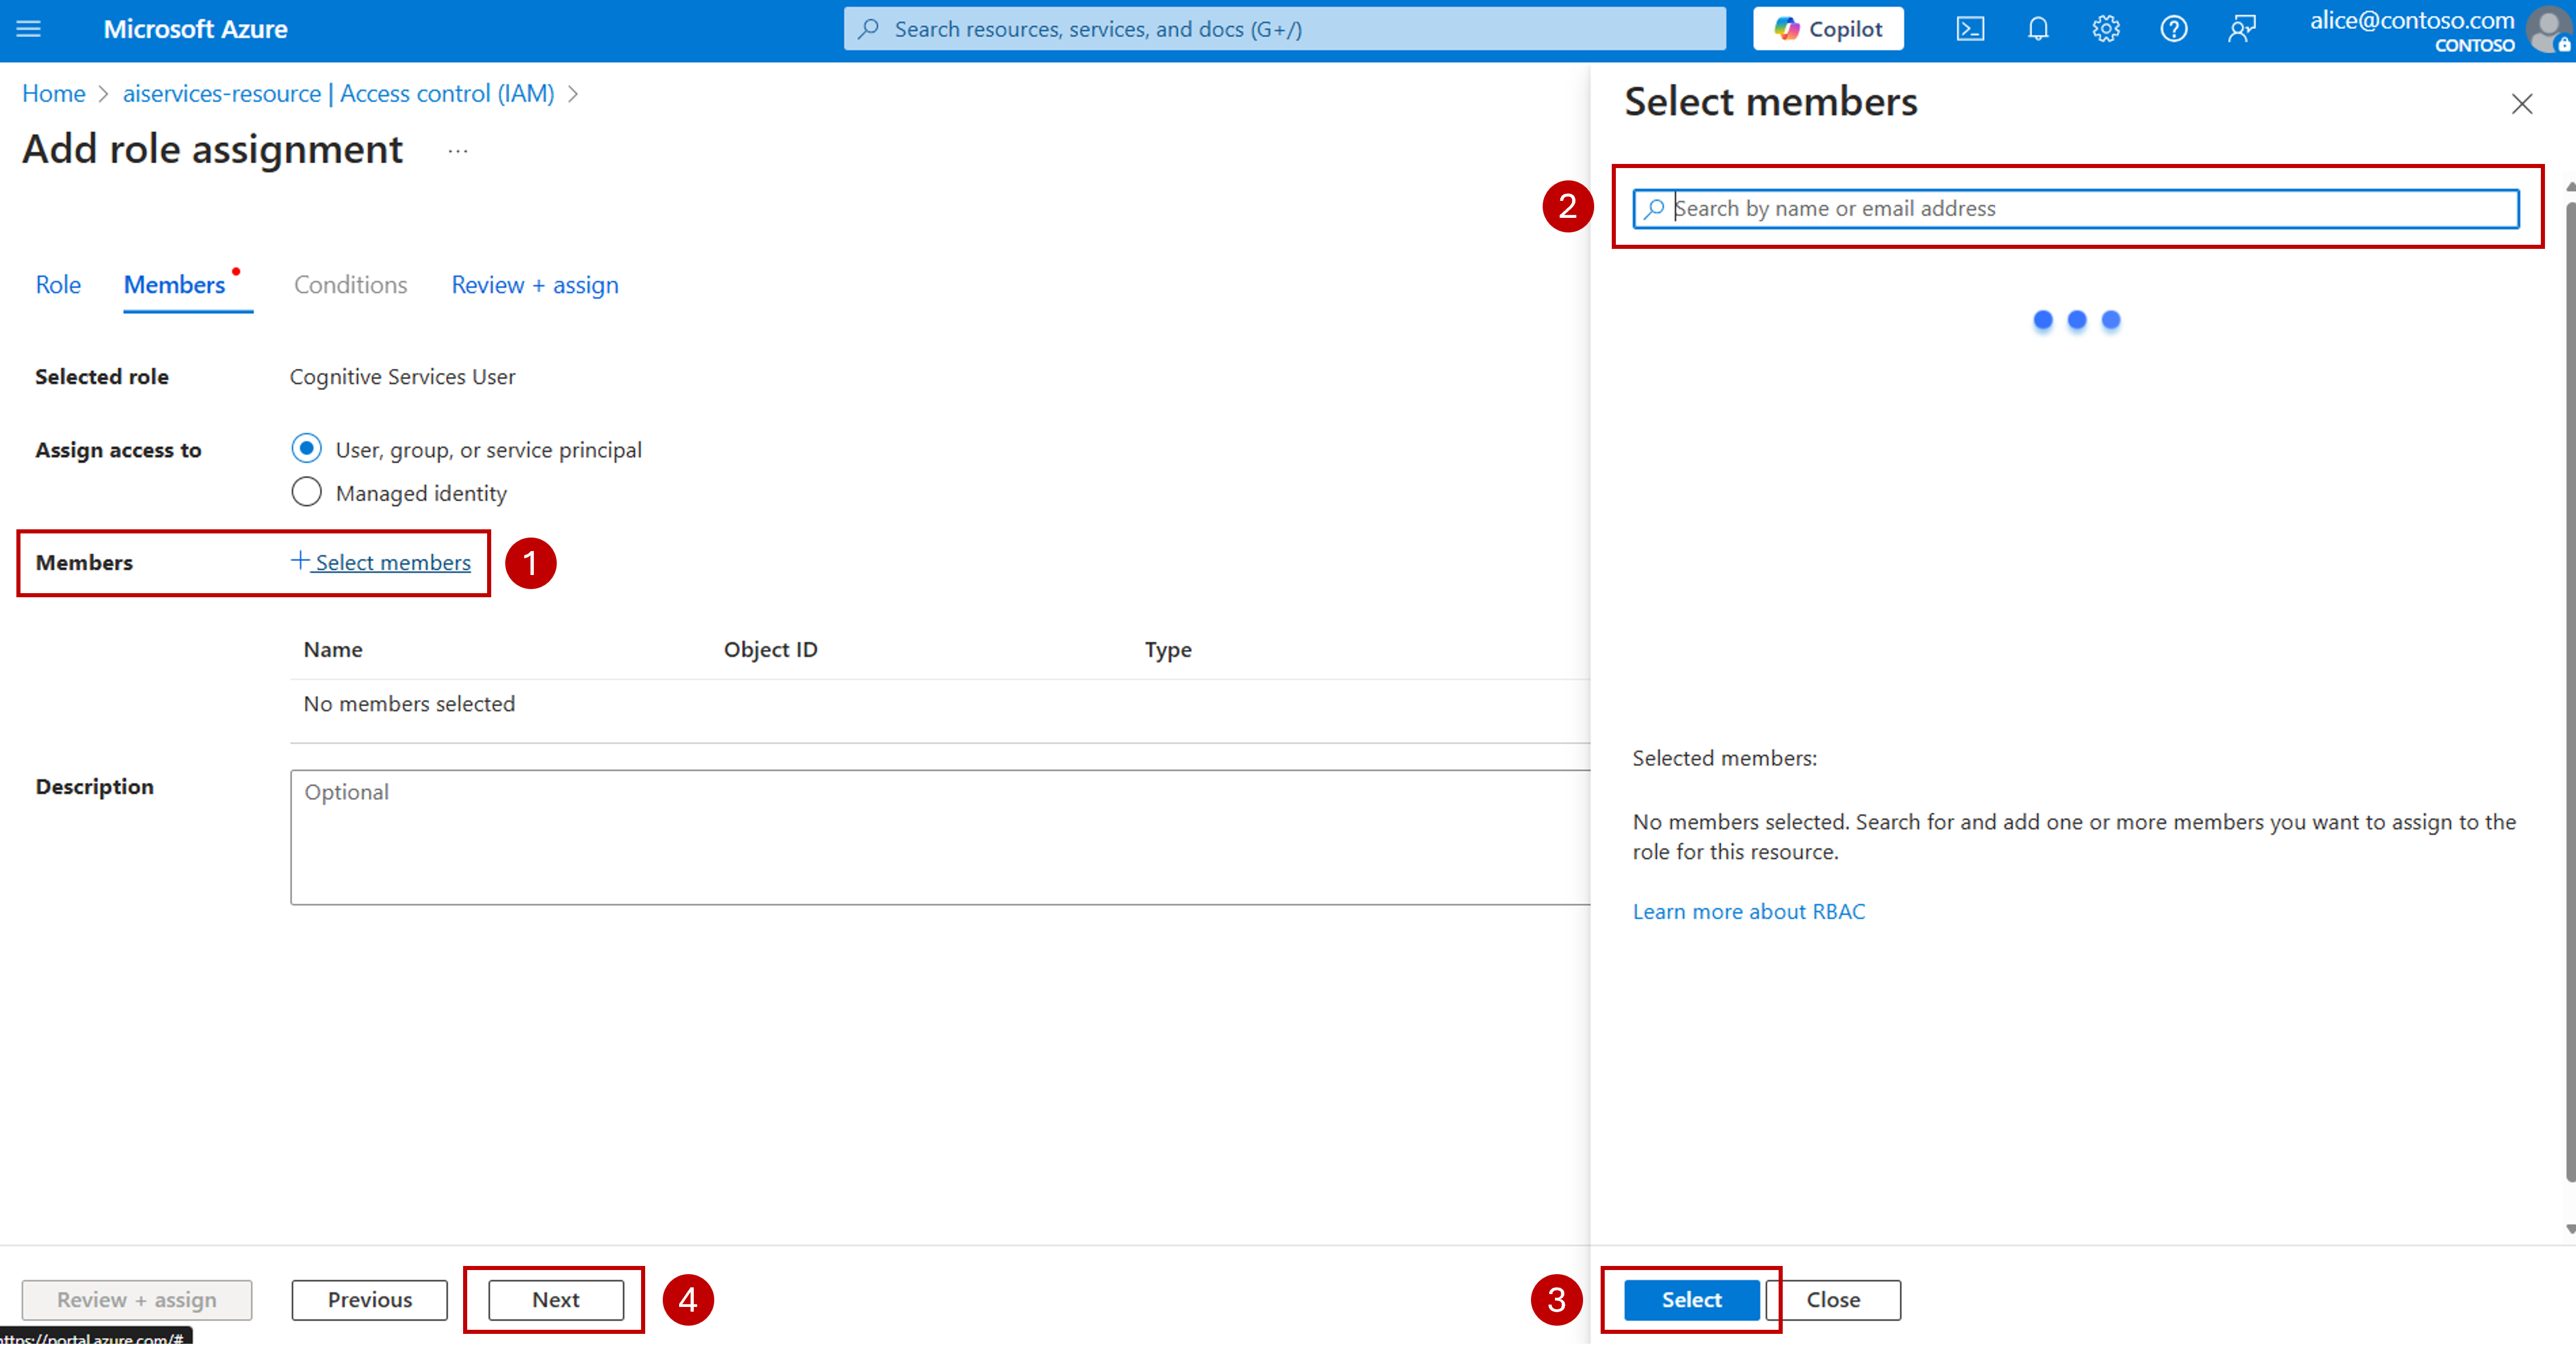 Microsoft Azure
Search resources, services, and docs (G+/)
Copilot
alice@contoso.com
CONTOSO
Home > aiservices-resource | Access control (IAM) >
Add role assignment ...
Role Members Conditions Review + assign
Selected role Cognitive Services User
Assign access to User, group, or service principal
Managed identity
Members + Select members 1
Name Object ID Type
No members selected
Description Optional
Review + assign Previous Next 4
https://portal.azure.com/#
Select members
2 Search by name or email address
Selected members:
No members selected. Search for and add one or more members you want to assign to the
role for this resource.
Learn more about RBAC
3 Select Close